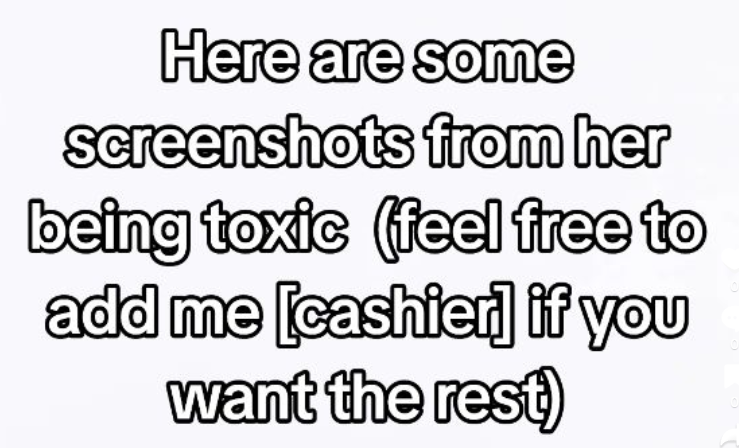 Here are some
screenshots from her
being toxic (feel free to
add me [cashier] if you
want the rest)